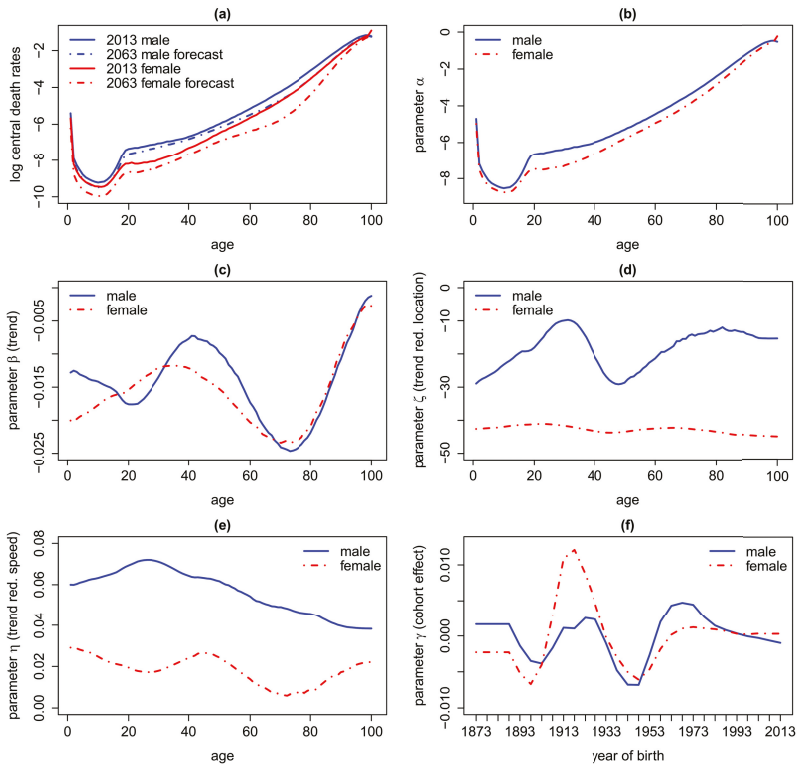 (a)
log central death rates
−2
−4
−6
−8
−10
2013 male
2063 male forecast
2013 female
2063 female forecast
0 20 40 60 80 100
age
(b)
parameter α
0
−2
−4
−6
−8
male
female
0 20 40 60 80 100
age
(c)
parameter β (trend)
−0.005
−0.015
−0.025
male
female
0 20 40 60 80 100
age
(d)
parameter ζ (trend red. location)
0
−10
−30
−50
male
female
0 20 40 60 80 100
age
(e)
parameter η (trend red. speed)
0.08
0.06
0.04
0.02
0.00
male
female
0 20 40 60 80 100
age
(f)
parameter γ (cohort effect)
0.010
0.000
−0.010
male
female
1873 1893 1913 1933 1953 1973 1993 2013
year of birth